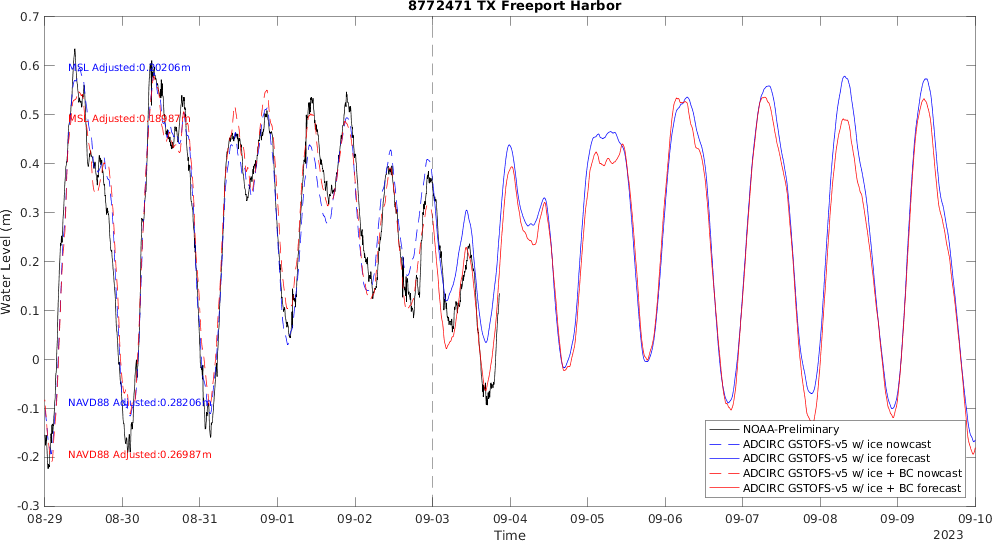 8772471 TX Freeport Harbor
0.7
0.6
0.5
0.4
0.3
0.2
0.1
0
-0.1
-0.2
-0.3
Water Level (m)
MSL Adjusted:0.20206m
MSL Adjusted:0.18987m
NAVD88 Adjusted:0.28206m
NAVD88 Adjusted:0.26987m
NOAA-Preliminary
ADCIRC GSTOFS-v5 w/ ice nowcast
ADCIRC GSTOFS-v5 w/ ice forecast
ADCIRC GSTOFS-v5 w/ ice + BC nowcast
ADCIRC GSTOFS-v5 w/ ice + BC forecast
08-29 08-30 08-31 09-01 09-02 09-03 09-04 09-05 09-06 09-07 09-08 09-09 09-10
Time
2023